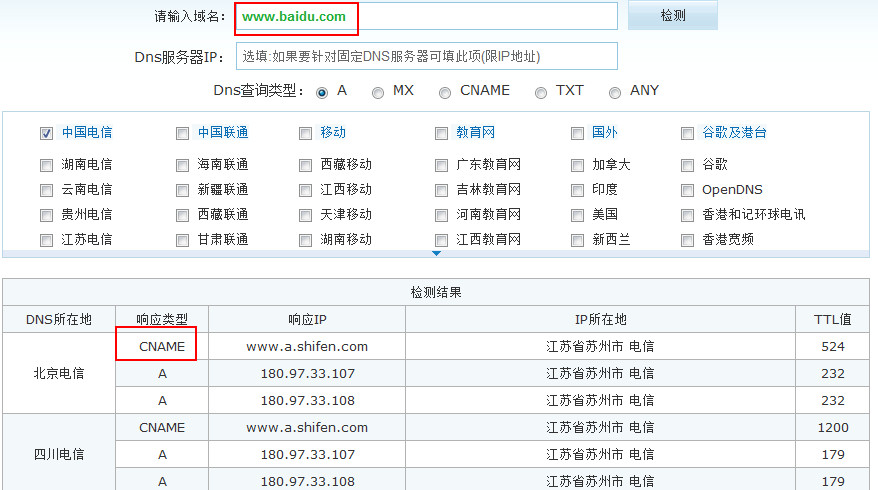 请输入域名： www.baidu.com 检测
Dns服务器IP： 选填:如果要针对固定DNS服务器可填此项(限IP地址)
Dns查询类型： A MX CNAME TXT ANY
中国电信 中国联通 移动 教育网 国外 谷歌及港台
湖南电信 海南联通 西藏移动 广东教育网 加拿大 谷歌
云南电信 新疆联通 江西移动 吉林教育网 印度 OpenDNS
贵州电信 西藏联通 天津移动 河南教育网 美国 香港和记环球电讯
江苏电信 甘肃联通 湖南移动 江西教育网 新西兰 香港宽频
检测结果
DNS所在地 响应类型 响应IP IP所在地 TTL值
CNAME www.a.shifen.com 江苏省苏州市 电信 524
北京电信 A 180.97.33.107 江苏省苏州市 电信 232
A 180.97.33.108 江苏省苏州市 电信 232
CNAME www.a.shifen.com 江苏省苏州市 电信 1200
四川电信 A 180.97.33.107 江苏省苏州市 电信 179
A 180.97.33.108 江苏省苏州市 电信 179